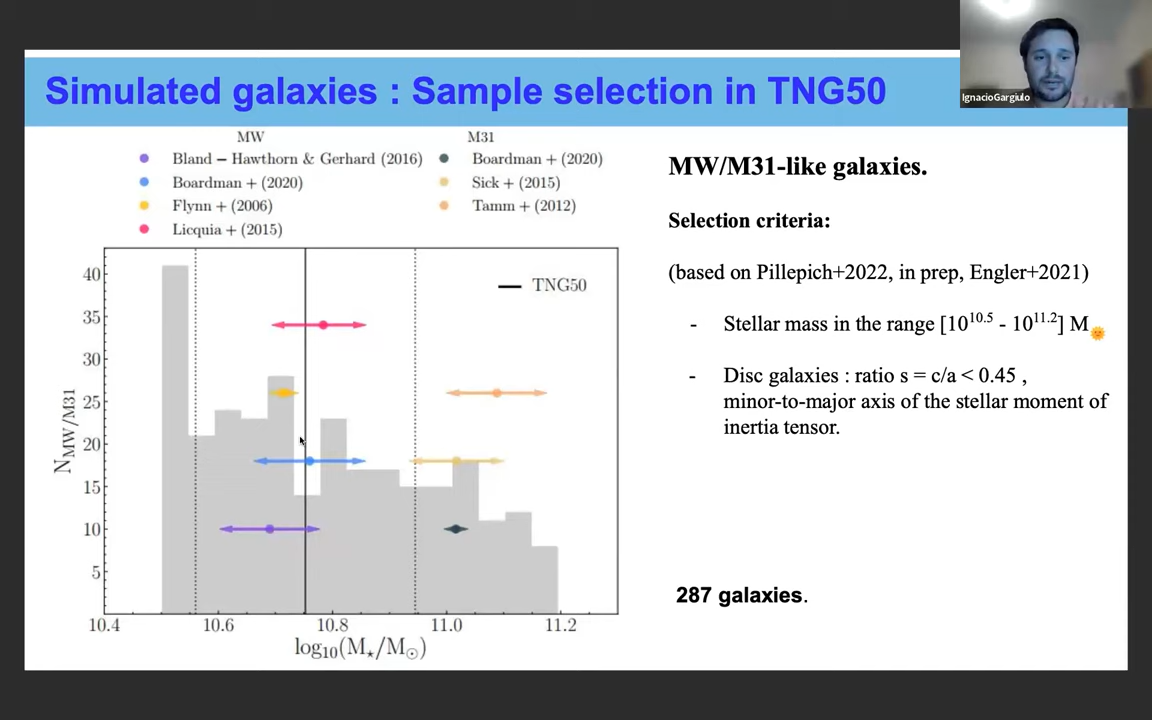 IgnacioGargiulo
Simulated galaxies : Sample selection in TNG50
MW
Bland − Hawthorn & Gerhard (2016)
Boardman + (2020)
Flynn + (2006)
Licquia + (2015)
M31
Boardman + (2020)
Sick + (2015)
Tamm + (2012)
TNG50
40
35
30
25
20
15
10
5
N_MW/M31
10.4 10.6 10.8 11.0 11.2
log₁₀(M⋆/M⊙)
MW/M31-like galaxies.
Selection criteria:
(based on Pillepich+2022, in prep, Engler+2021)
- Stellar mass in the range [10^10.5 - 10^11.2] M🌞
- Disc galaxies : ratio s = c/a < 0.45 ,
minor-to-major axis of the stellar moment of
inertia tensor.
287 galaxies.